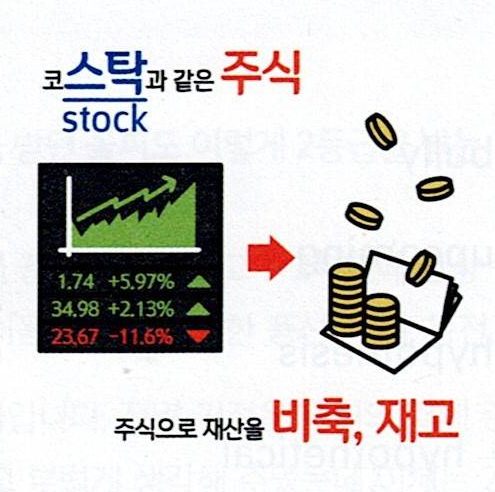 코스탁과 같은 주식
stock
1.74 +5.97%
34.98 +2.13%
23.67 -11.6%
주식으로 재산을 비축, 재고